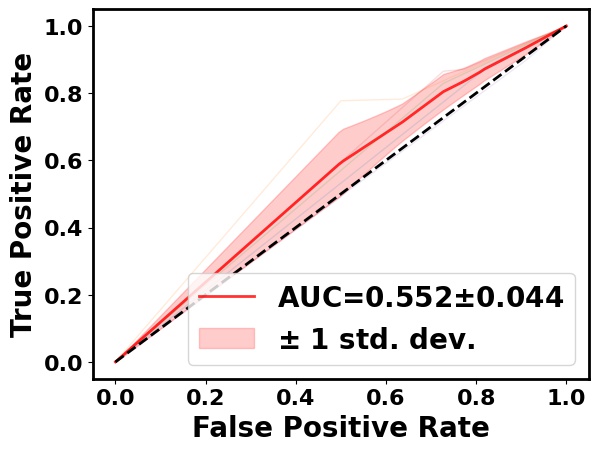 1.0
0.8
0.6
0.4
0.2
0.0
True Positive Rate
AUC=0.552±0.044
± 1 std. dev.
0.0 0.2 0.4 0.6 0.8 1.0
False Positive Rate